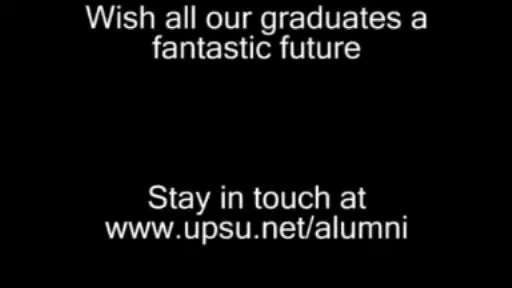 Wish all our graduates a
fantastic future
Stay in touch at
www.upsu.net/alumni